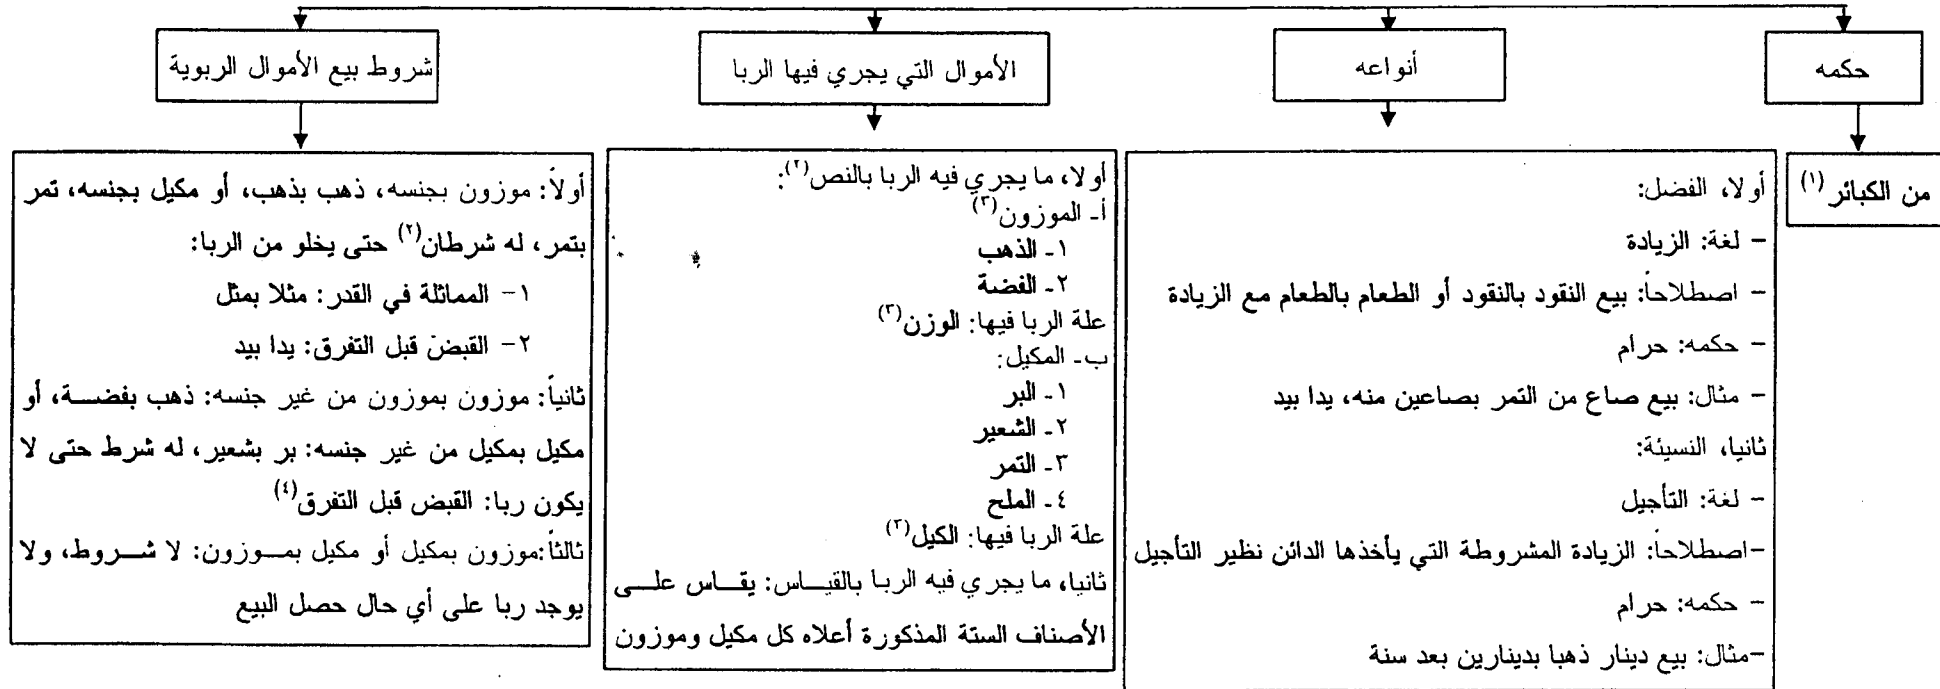 حكمه
أنواعه
الأموال التي يجري فيها الربا
شروط بيع الأموال الربوية
من الكبائر (١)
أولا، الفضل:
- لغة: الزيادة
- اصطلاحاً: بيع النقود بالنقود أو الطعام بالطعام مع الزيادة
- حكمه: حرام
- مثال: بيع صاع من التمر بصاعين منه، يدا بيد
ثانيا، النسيئة:
- لغة: التأجيل
-اصطلاحاً: الزيادة المشروطة التي يأخذها الدائن نظير التأجيل
- حكمه: حرام
-مثال: بيع دينار ذهبا بدينارين بعد سنة
أولا، ما يجري فيه الربا بالنص(٢):
أ- الموزون(٣)
١- الذهب
٢- الفضة
علة الربا فيها: الوزن(٣)
ب- المكيل:
١- البر
٢- الشعير
٣- التمر
٤- الملح
علة الربا فيها: الكيل(٣)
ثانيا، ما يجري فيه الربا بالقياس: يقاس على
الأصناف الستة المذكورة أعلاه كل مكيل وموزون
أولاً: موزون بجنسه، ذهب بذهب، أو مكيل بجنسه، تمر
بتمر، له شرطان(٢) حتى يخلو من الربا:
١- المماثلة في القدر: مثلا بمثل
٢- القبض قبل التفرق: يدا بيد
ثانياً: موزون بموزون من غير جنسه: ذهب بفضة، أو
مكيل بمكيل من غير جنسه: بر بشعير، له شرط حتى لا
يكون ربا: القبض قبل التفرق(٤)
ثالثاً:موزون بمكيل أو مكيل بموزون: لا شروط، ولا
يوجد ربا على أي حال حصل البيع